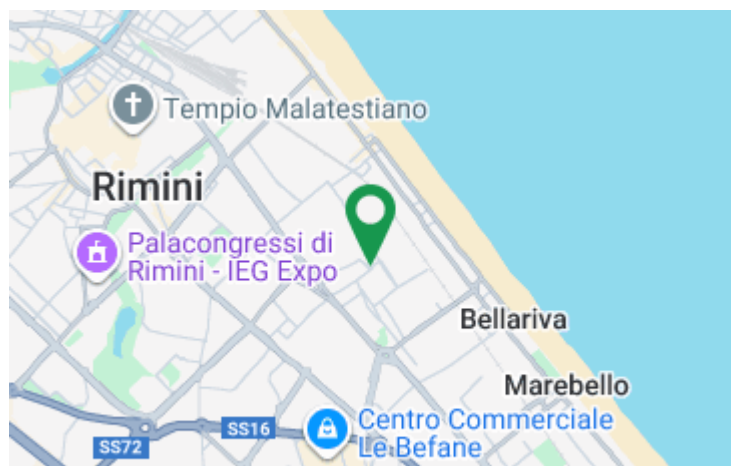 Tempio Malatestiano
Rimini
Palacongressi di
Rimini - IEG Expo
Bellariva
Marebello
Centro Commerciale
Le Befane
SS16
SS72